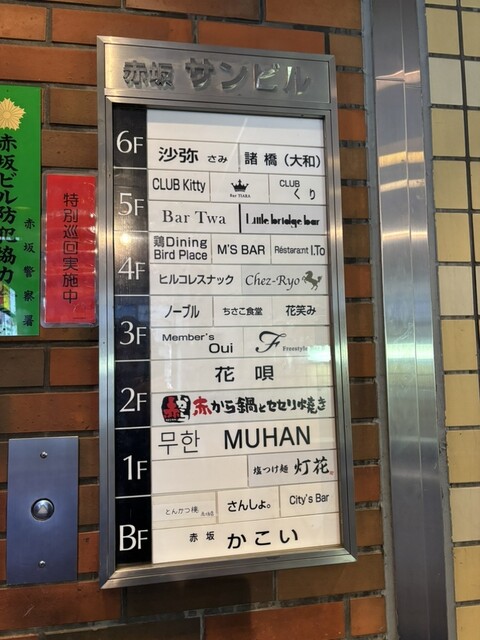 赤坂 サンビル
6F
沙弥 さみ 諸橋（大和）
CLUB Kitty Bar TIARA CLUB くり
5F
Bar Twa Little bridge bar
鶏Dining Bird Place M'S BAR Réstarant I.To
4F
ヒルコレスナック Chez-Ryo
ノーブル ちさこ食堂 花笑み
3F
Member's Oui F Freestyle
花唄
2F
赤から鍋とセセリ焼き
무한 MUHAN
1F
塩つけ麺 灯花
とんかつ さんしょ。 City's Bar
BF
赤坂 かこい
赤坂ビル防犯協力
赤坂警察署
特別巡回実施中